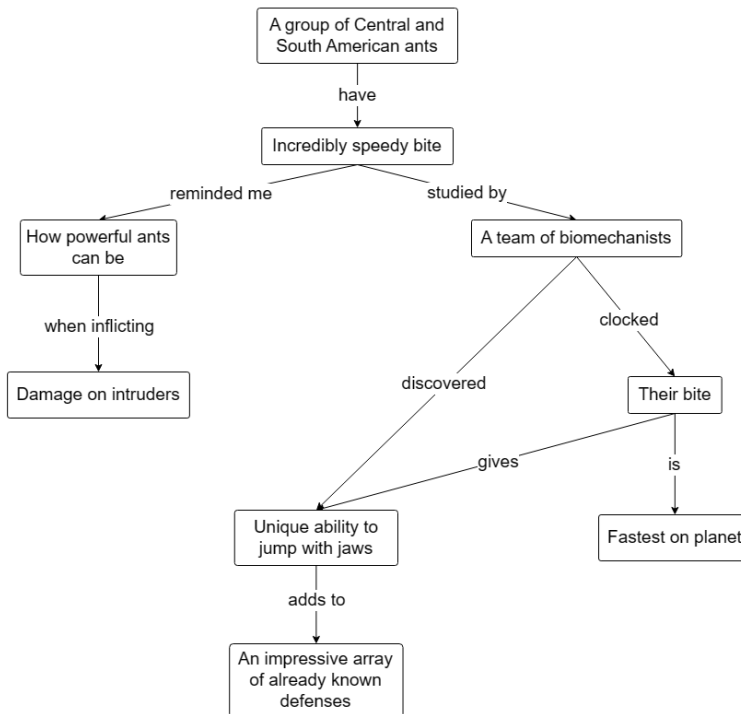 A group of Central and
South American ants
have
Incredibly speedy bite
reminded me
studied by
How powerful ants
can be
A team of biomechanists
when inflicting
clocked
Damage on intruders
discovered
Their bite
gives
is
Unique ability to
jump with jaws
Fastest on planet
adds to
An impressive array
of already known
defenses